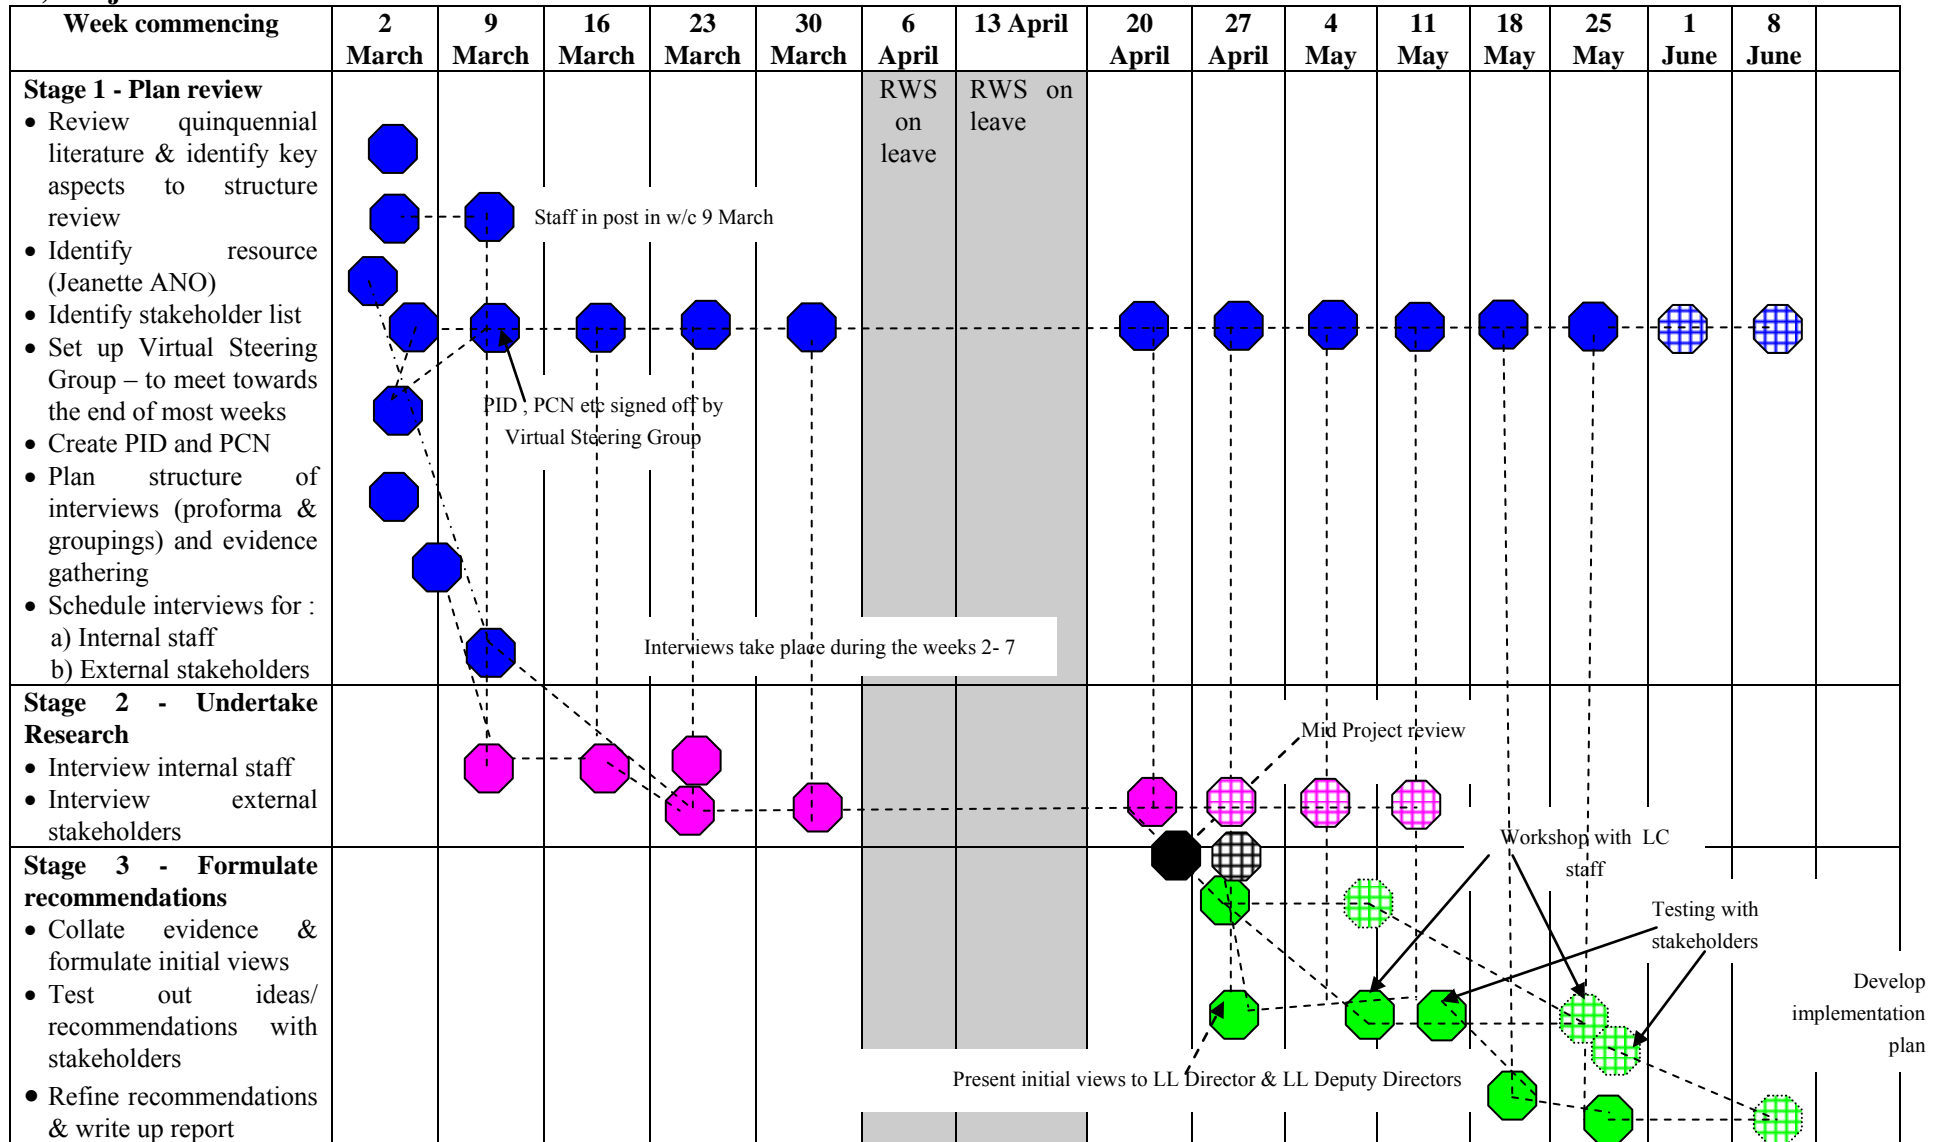 Week commencing
2 March
9 March
16 March
23 March
30 March
6 April
13 April
20 April
27 April
4 May
11 May
18 May
25 May
1 June
8 June
Stage 1 - Plan review
• Review quinquennial
literature & identify key
aspects to structure
review
• Identify resource
(Jeanette ANO)
• Identify stakeholder list
• Set up Virtual Steering
Group – to meet towards
the end of most weeks
• Create PID and PCN
• Plan structure of
interviews (proforma &
groupings) and evidence
gathering
• Schedule interviews for :
a) Internal staff
b) External stakeholders
RWS
on
leave
RWS on
leave
Staff in post in w/c 9 March
PID , PCN etc signed off by
Virtual Steering Group
Interviews take place during the weeks 2- 7
Stage 2 - Undertake
Research
• Interview internal staff
• Interview external
stakeholders
Mid Project review
Stage 3 - Formulate
recommendations
• Collate evidence &
formulate initial views
• Test out ideas/
recommendations with
stakeholders
• Refine recommendations
& write up report
Workshop with LC
staff
Testing with
stakeholders
Develop
implementation
plan
Present initial views to LL Director & LL Deputy Directors